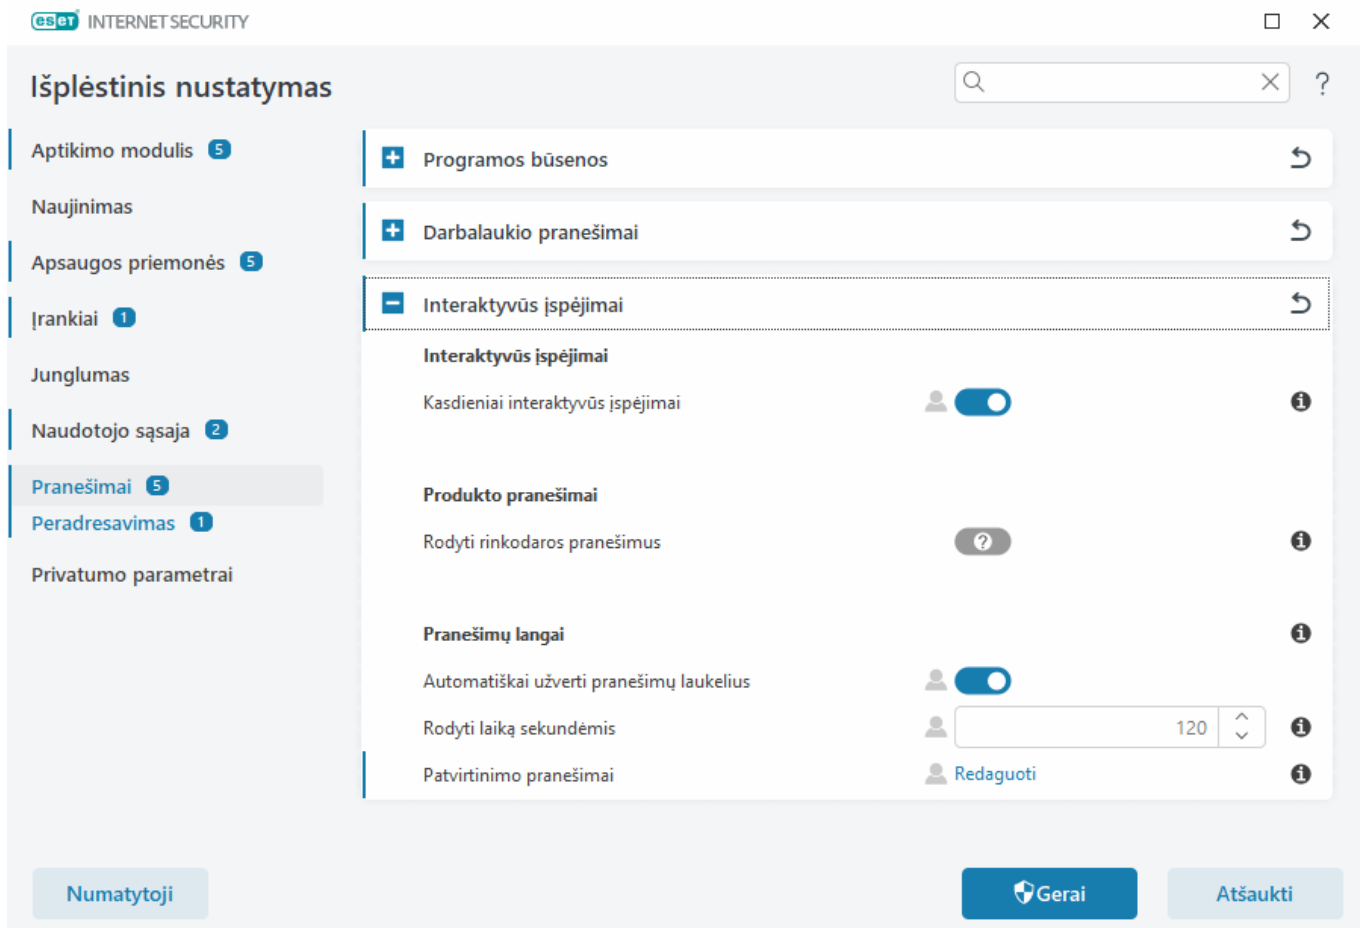 eset INTERNET SECURITY
Išplėstinis nustatymas
?
Aptikimo modulis 5
Naujinimas
Apsaugos priemonės 5
Įrankiai 1
Junglumas
Naudotojo sąsaja 2
Pranešimai 5
Peradresavimas 1
Privatumo parametrai
Programos būsenos
Darbalaukio pranešimai
Interaktyvūs įspėjimai
Interaktyvūs įspėjimai
Kasdieniai interaktyvūs įspėjimai
Produkto pranešimai
Rodyti rinkodaros pranešimus ?
Pranešimų langai
Automatiškai užverti pranešimų laukelius
Rodyti laiką sekundėmis 120
Patvirtinimo pranešimai Redaguoti
Numatytoji Gerai Atšaukti